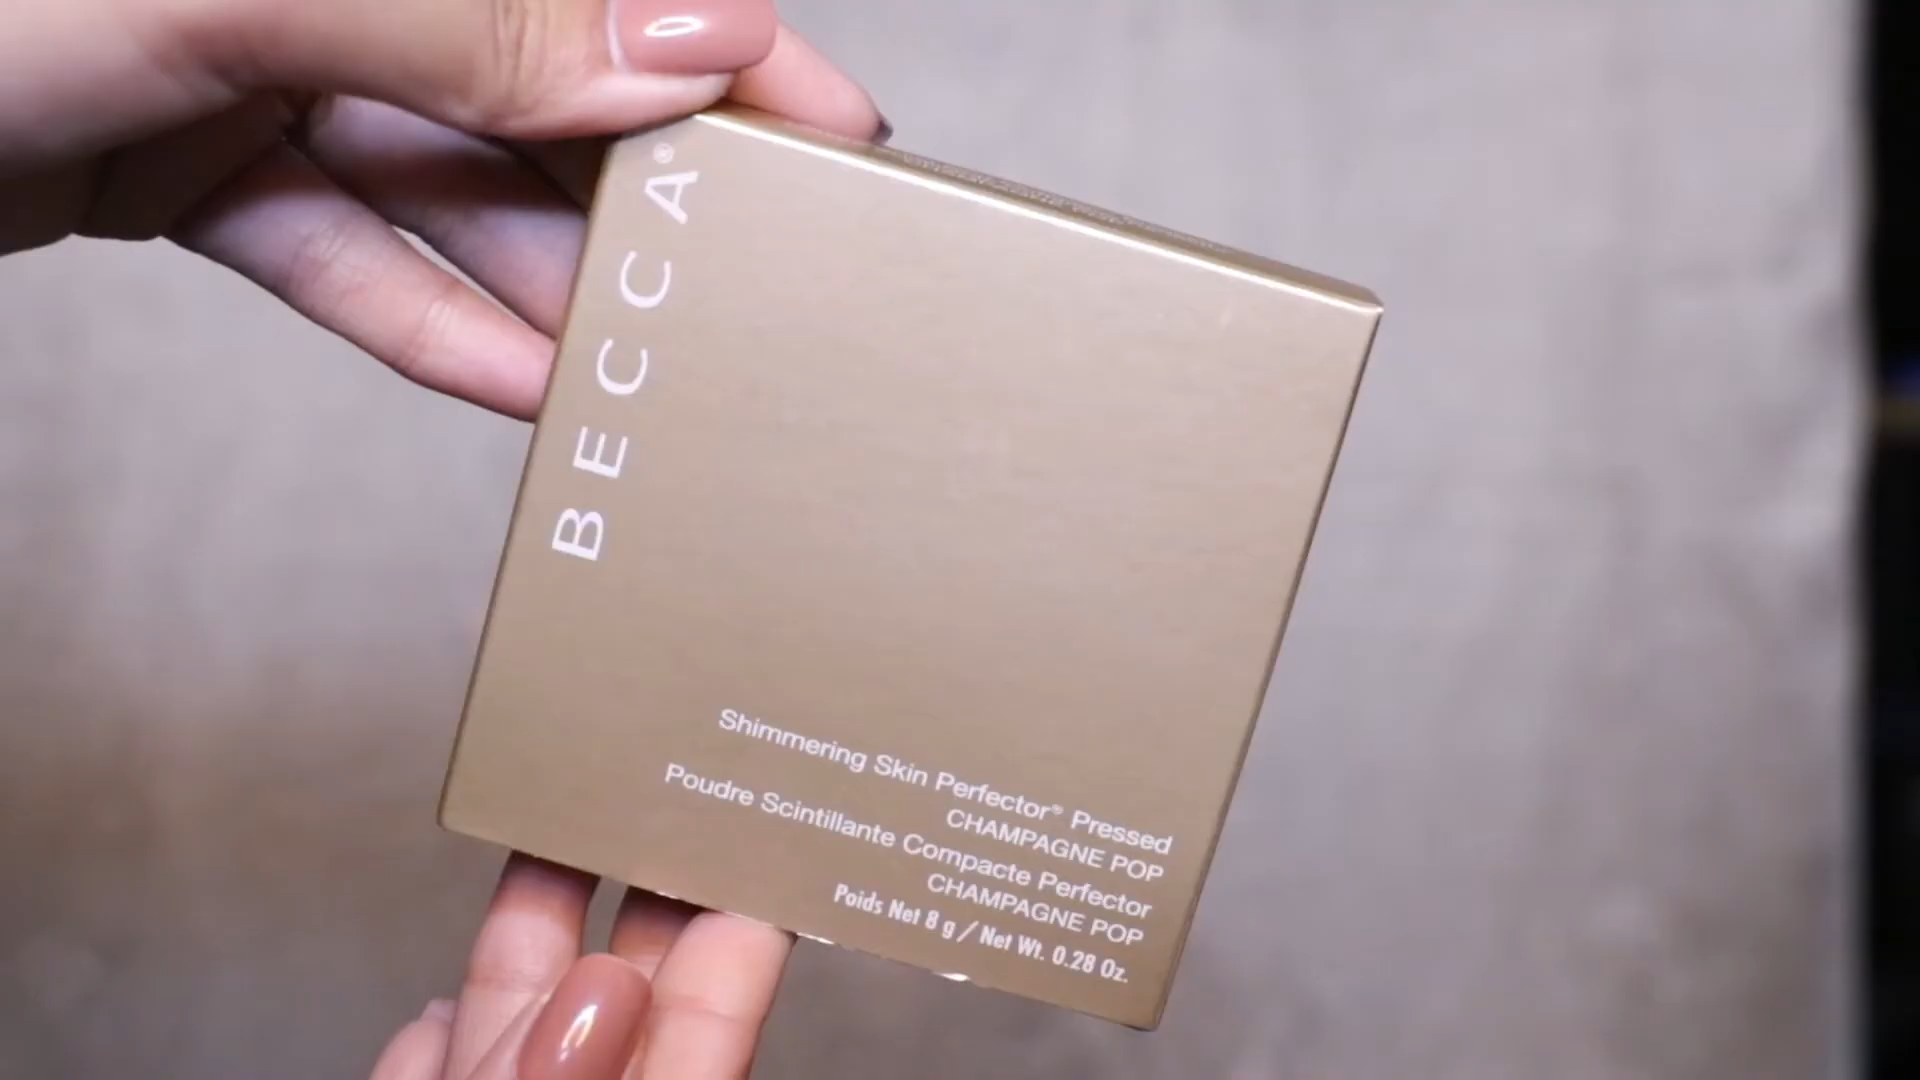 BECCA®
Shimmering Skin Perfector® Pressed
CHAMPAGNE POP
Poudre Scintillante Compacte Perfector
CHAMPAGNE POP
Poids Net 8 g / Net Wt. 0.28 Oz.